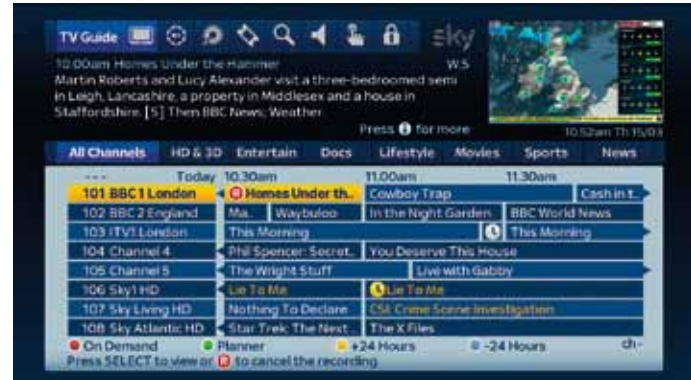 TV Guide sky
10.00am Homes Under the Hammer W,S
Martin Roberts and Lucy Alexander visit a three-bedroomed semi
in Leigh, Lancashire, a property in Middlesex and a house in
Staffordshire. [S] Then BBC News; Weather.
Press i for more 10.52am Th 15/03
All Channels HD & 3D Entertain Docs Lifestyle Movies Sports News
--- Today 10.30am 11.00am 11.30am
101 BBC 1 London R Homes Under th.. Cowboy Trap Cash in t..
102 BBC 2 England Ma.. Waybuloo In the Night Garden BBC World News
103 ITV1 London This Morning This Morning
104 Channel 4 Phil Spencer: Secret.. You Deserve This House
105 Channel 5 The Wright Stuff Live with Gabby
106 Sky1 HD Lie To Me Lie To Me
107 Sky Living HD Nothing To Declare CSI: Crime Scene Investigation
108 Sky Atlantic HD Star Trek: The Next .. The X Files
On Demand Planner +24 Hours -24 Hours ch-
Press SELECT to view or R to cancel the recording